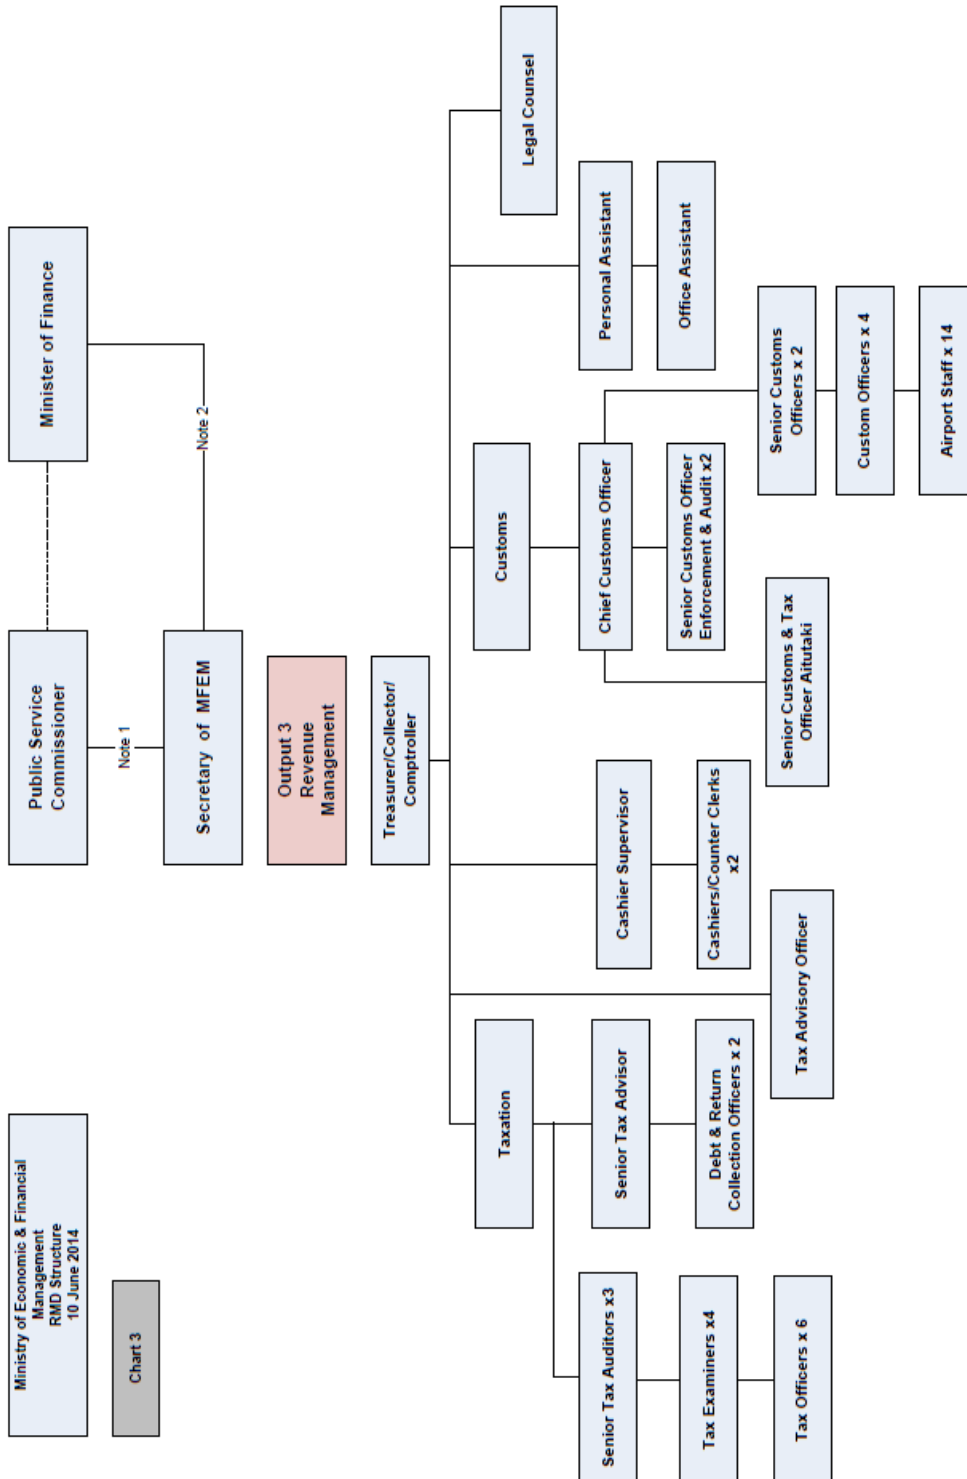 Ministry of Economic & Financial
Management
RMD Structure
10 June 2014
Chart 3
Public Service
Commissioner
Minister of Finance
Note 1
Note 2
Secretary of MFEM
Output 3
Revenue
Management
Treasurer/Collector/
Comptroller
Taxation
Customs
Legal Counsel
Senior Tax Auditors x3
Senior Tax Advisor
Cashier Supervisor
Chief Customs Officer
Personal Assistant
Tax Examiners x4
Debt & Return
Collection Officers x 2
Cashiers/Counter Clerks
x2
Senior Customs Officer
Enforcement & Audit x2
Office Assistant
Tax Officers x 6
Tax Advisory Officer
Senior Customs & Tax
Officer Aitutaki
Senior Customs
Officers x 2
Custom Officers x 4
Airport Staff x 14